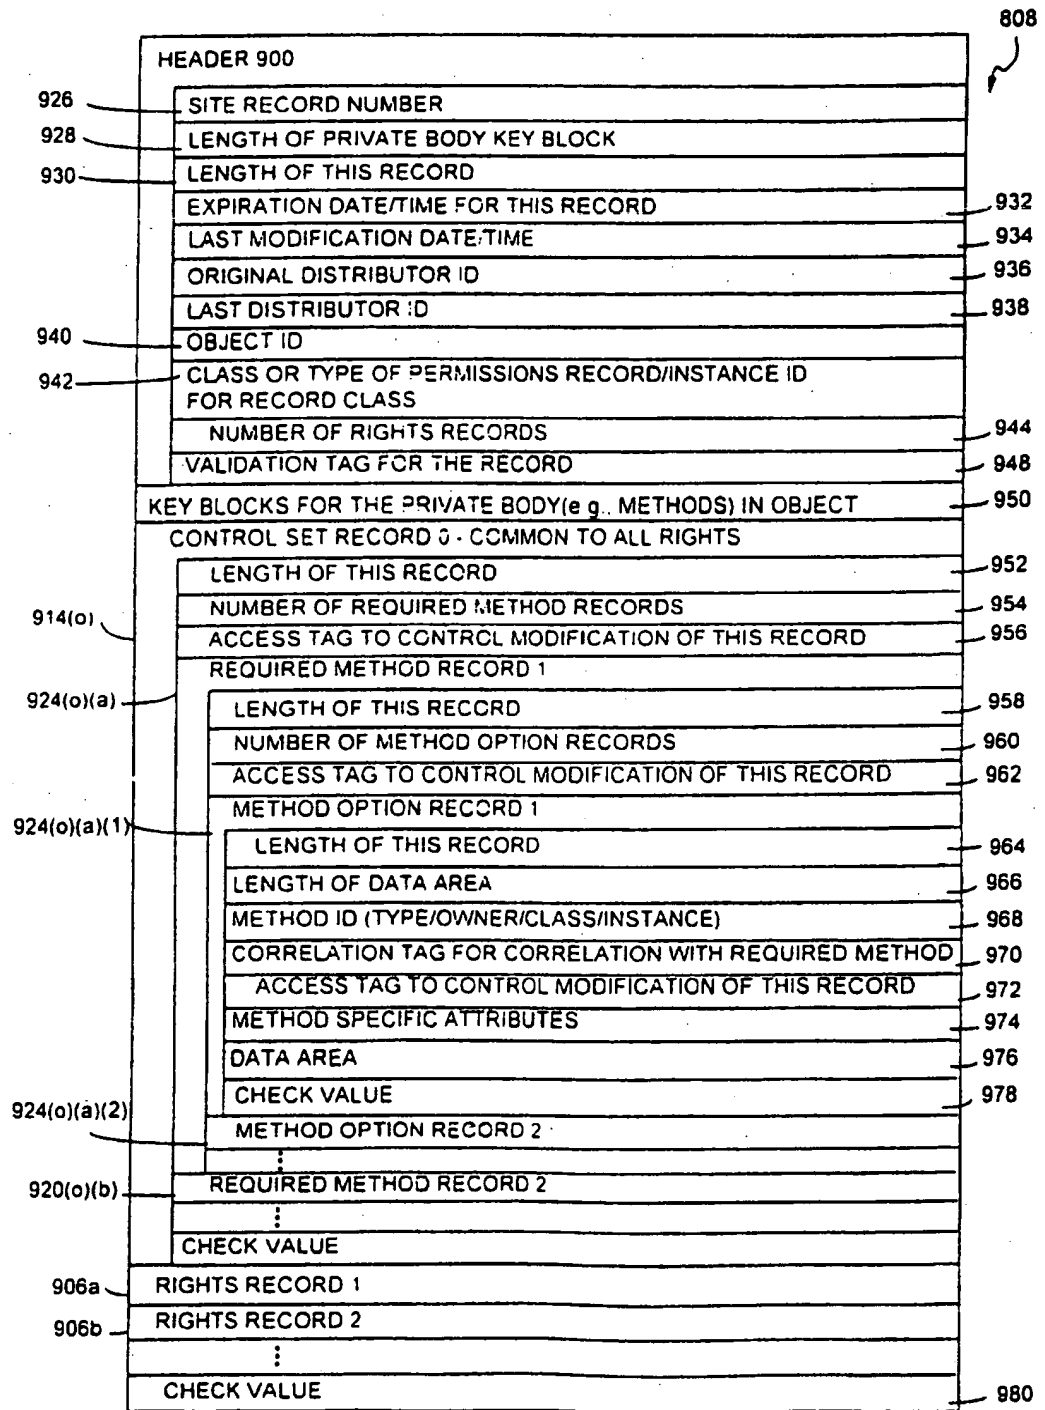 808
HEADER 900
926 SITE RECORD NUMBER
928 LENGTH OF PRIVATE BODY KEY BLOCK
930 LENGTH OF THIS RECORD
EXPIRATION DATE/TIME FOR THIS RECORD 932
LAST MODIFICATION DATE/TIME 934
ORIGINAL DISTRIBUTOR ID 936
LAST DISTRIBUTOR ID 938
940 OBJECT ID
942 CLASS OR TYPE OF PERMISSIONS RECORD/INSTANCE ID
FOR RECORD CLASS
NUMBER OF RIGHTS RECORDS 944
VALIDATION TAG FOR THE RECORD 948
KEY BLOCKS FOR THE PRIVATE BODY(e g., METHODS) IN OBJECT 950
CONTROL SET RECORD 0 - COMMON TO ALL RIGHTS
LENGTH OF THIS RECORD 952
914(o) NUMBER OF REQUIRED METHOD RECORDS 954
ACCESS TAG TO CONTROL MODIFICATION OF THIS RECORD 956
REQUIRED METHOD RECORD 1
924(o)(a) LENGTH OF THIS RECORD 958
NUMBER OF METHOD OPTION RECORDS 960
ACCESS TAG TO CONTROL MODIFICATION OF THIS RECORD 962
924(o)(a)(1) METHOD OPTION RECORD 1
LENGTH OF THIS RECORD 964
LENGTH OF DATA AREA 966
METHOD ID (TYPE/OWNER/CLASS/INSTANCE) 968
CORRELATION TAG FOR CORRELATION WITH REQUIRED METHOD 970
ACCESS TAG TO CONTROL MODIFICATION OF THIS RECORD 972
METHOD SPECIFIC ATTRIBUTES 974
DATA AREA 976
CHECK VALUE 978
924(o)(a)(2) METHOD OPTION RECORD 2
920(o)(b) REQUIRED METHOD RECORD 2
CHECK VALUE
906a RIGHTS RECORD 1
906b RIGHTS RECORD 2
CHECK VALUE 980